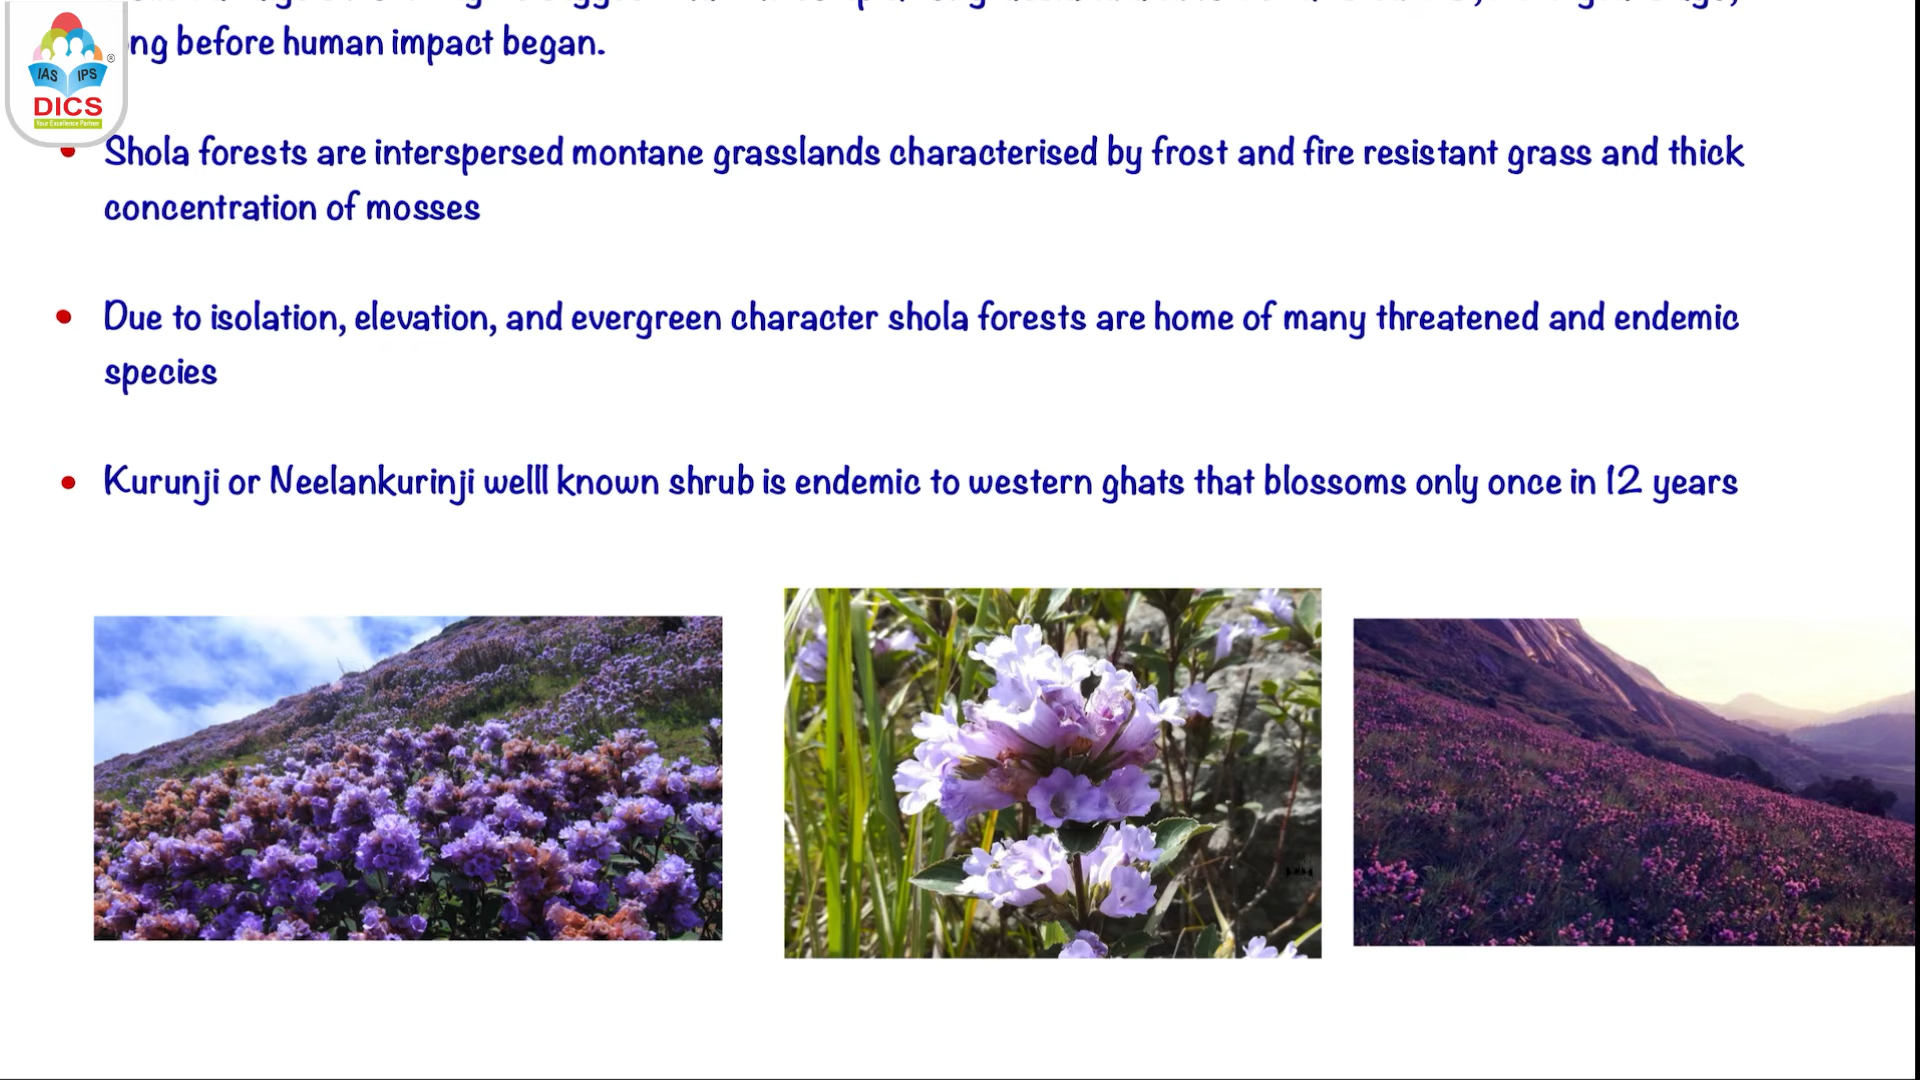 ng before human impact began.
IAS IPS
®
DICS
Your Excellence Partner
Shola forests are interspersed montane grasslands characterised by frost and fire resistant grass and thick
concentration of mosses
Due to isolation, elevation, and evergreen character shola forests are home of many threatened and endemic
species
Kurunji or Neelankurinji welll known shrub is endemic to western ghats that blossoms only once in 12 years